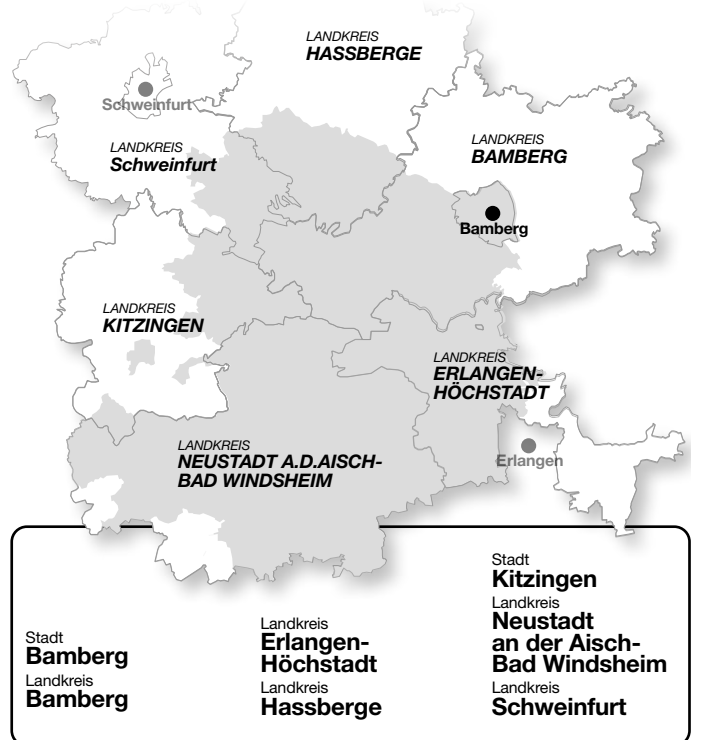 LANDKREIS
HASSBERGE
Schweinfurt
LANDKREIS
Schweinfurt
LANDKREIS
BAMBERG
Bamberg
LANDKREIS
KITZINGEN
LANDKREIS
ERLANGEN-
HÖCHSTADT
LANDKREIS
NEUSTADT A.D.AISCH-
BAD WINDSHEIM
Erlangen
Stadt
Bamberg
Landkreis
Bamberg
Landkreis
Erlangen-
Höchstadt
Landkreis
Hassberge
Stadt
Kitzingen
Landkreis
Neustadt
an der Aisch-
Bad Windsheim
Landkreis
Schweinfurt